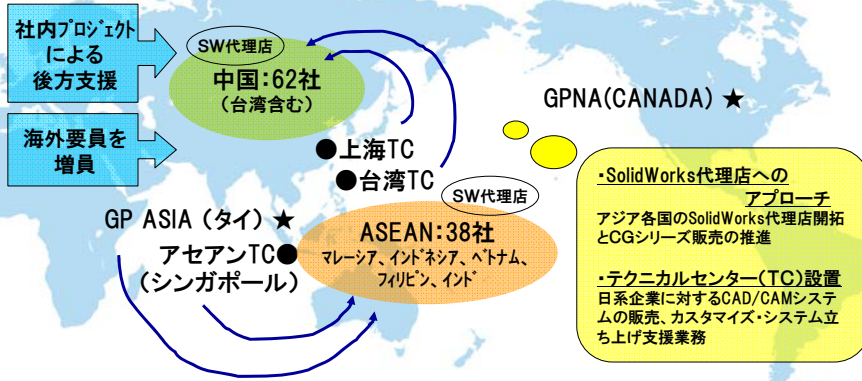 社内プロジェクト
による
後方支援
海外要員を
増員
SW代理店
中国：62社
（台湾含む）
●上海TC
●台湾TC
GPNA(CANADA) ★
SW代理店
GP ASIA （タイ） ★
アセアンTC●
（シンガポール）
ASEAN：38社
マレーシア、インドネシア、ベトナム、
フィリピン、インド
・SolidWorks代理店への
アプローチ
アジア各国のSolidWorks代理店開拓
とCGシリーズ販売の推進
・テクニカルセンター（TC）設置
日系企業に対するCAD/CAMシステ
ムの販売、カスタマイズ・システム立
ち上げ支援業務